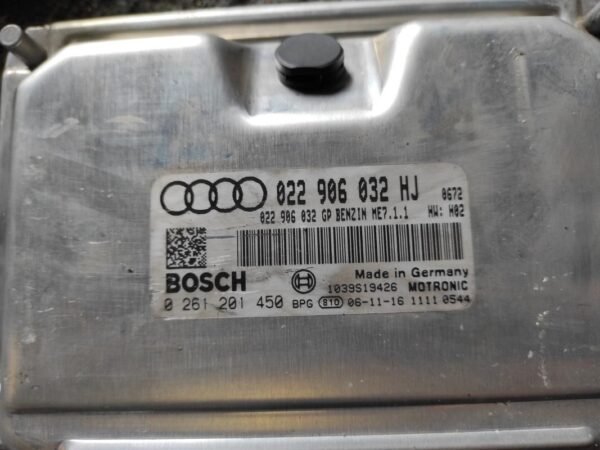 022 906 032 HJ 0672
022 906 032 GP BENZIN ME7.1.1 HW: H02
BOSCH Made in Germany
1039S19426 MOTRONIC
0 261 201 450 BPG 810 06-11-16 1111 0544